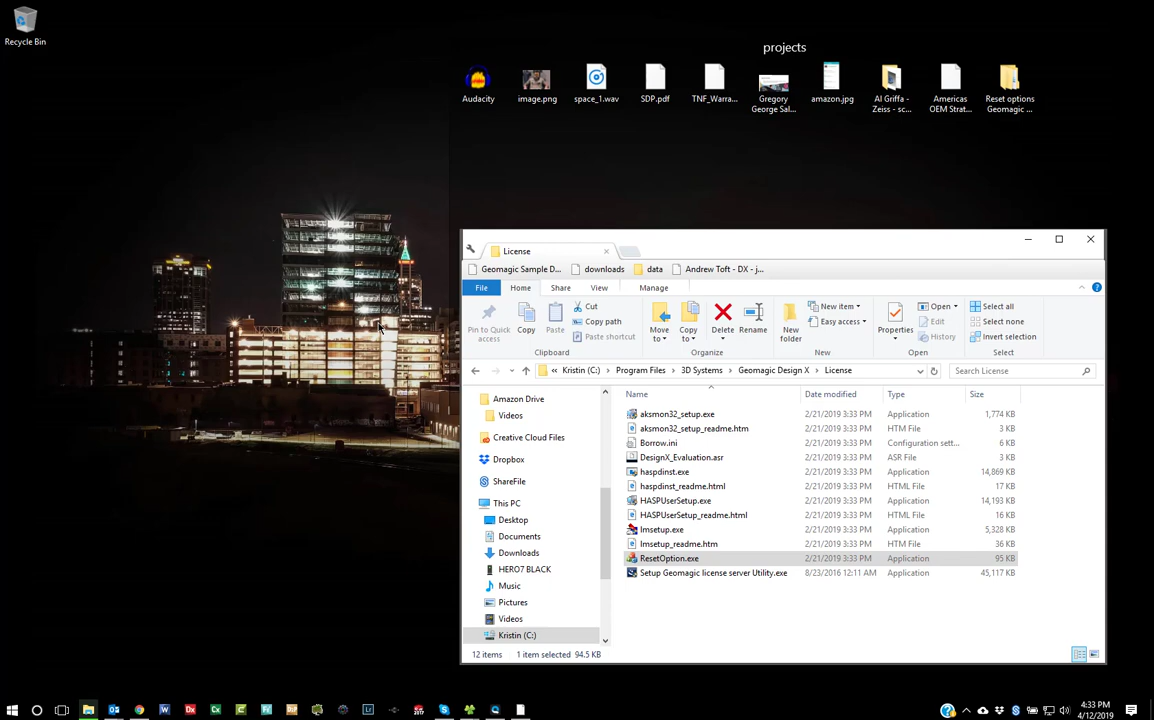 Recycle Bin
projects
Audacity
image.png
space_1.wav
SDP.pdf
TNF_Warra...
Gregory George Sal...
amazon.jpg
Al Griffa - Zeiss - sc...
Americas OEM Strat...
Reset options Geomagic ...
License
Geomagic Sample D...
downloads
data
Andrew Toft - DX - j...
File
Home
Share
View
Manage
Pin to Quick access
Copy
Paste
Cut
Copy path
Paste shortcut
Move to
Copy to
Delete
Rename
New folder
New item
Easy access
Properties
Open
Edit
History
Select all
Select none
Invert selection
Clipboard
Organize
New
Open
Select
« Kristin (C:) > Program Files > 3D Systems > Geomagic Design X > License
Search License
Amazon Drive
Videos
Creative Cloud Files
Dropbox
ShareFile
This PC
Desktop
Documents
Downloads
HERO7 BLACK
Music
Pictures
Videos
Kristin (C:)
Name Date modified Type Size
aksmon32_setup.exe 2/21/2019 3:33 PM Application 1,774 KB
aksmon32_setup_readme.htm 2/21/2019 3:33 PM HTM File 3 KB
Borrow.ini 2/21/2019 3:33 PM Configuration sett... 6 KB
DesignX_Evaluation.asr 2/21/2019 3:33 PM ASR File 3 KB
haspdinst.exe 2/21/2019 3:33 PM Application 14,869 KB
haspdinst_readme.html 2/21/2019 3:33 PM HTML File 17 KB
HASPUserSetup.exe 2/21/2019 3:33 PM Application 14,193 KB
HASPUserSetup_readme.html 2/21/2019 3:33 PM HTML File 16 KB
lmsetup.exe 2/21/2019 3:33 PM Application 5,328 KB
lmsetup_readme.htm 2/21/2019 3:33 PM HTM File 36 KB
ResetOption.exe 2/21/2019 3:33 PM Application 95 KB
Setup Geomagic license server Utility.exe 8/23/2016 12:11 AM Application 45,117 KB
12 items 1 item selected 94.5 KB
4:33 PM
4/12/2019